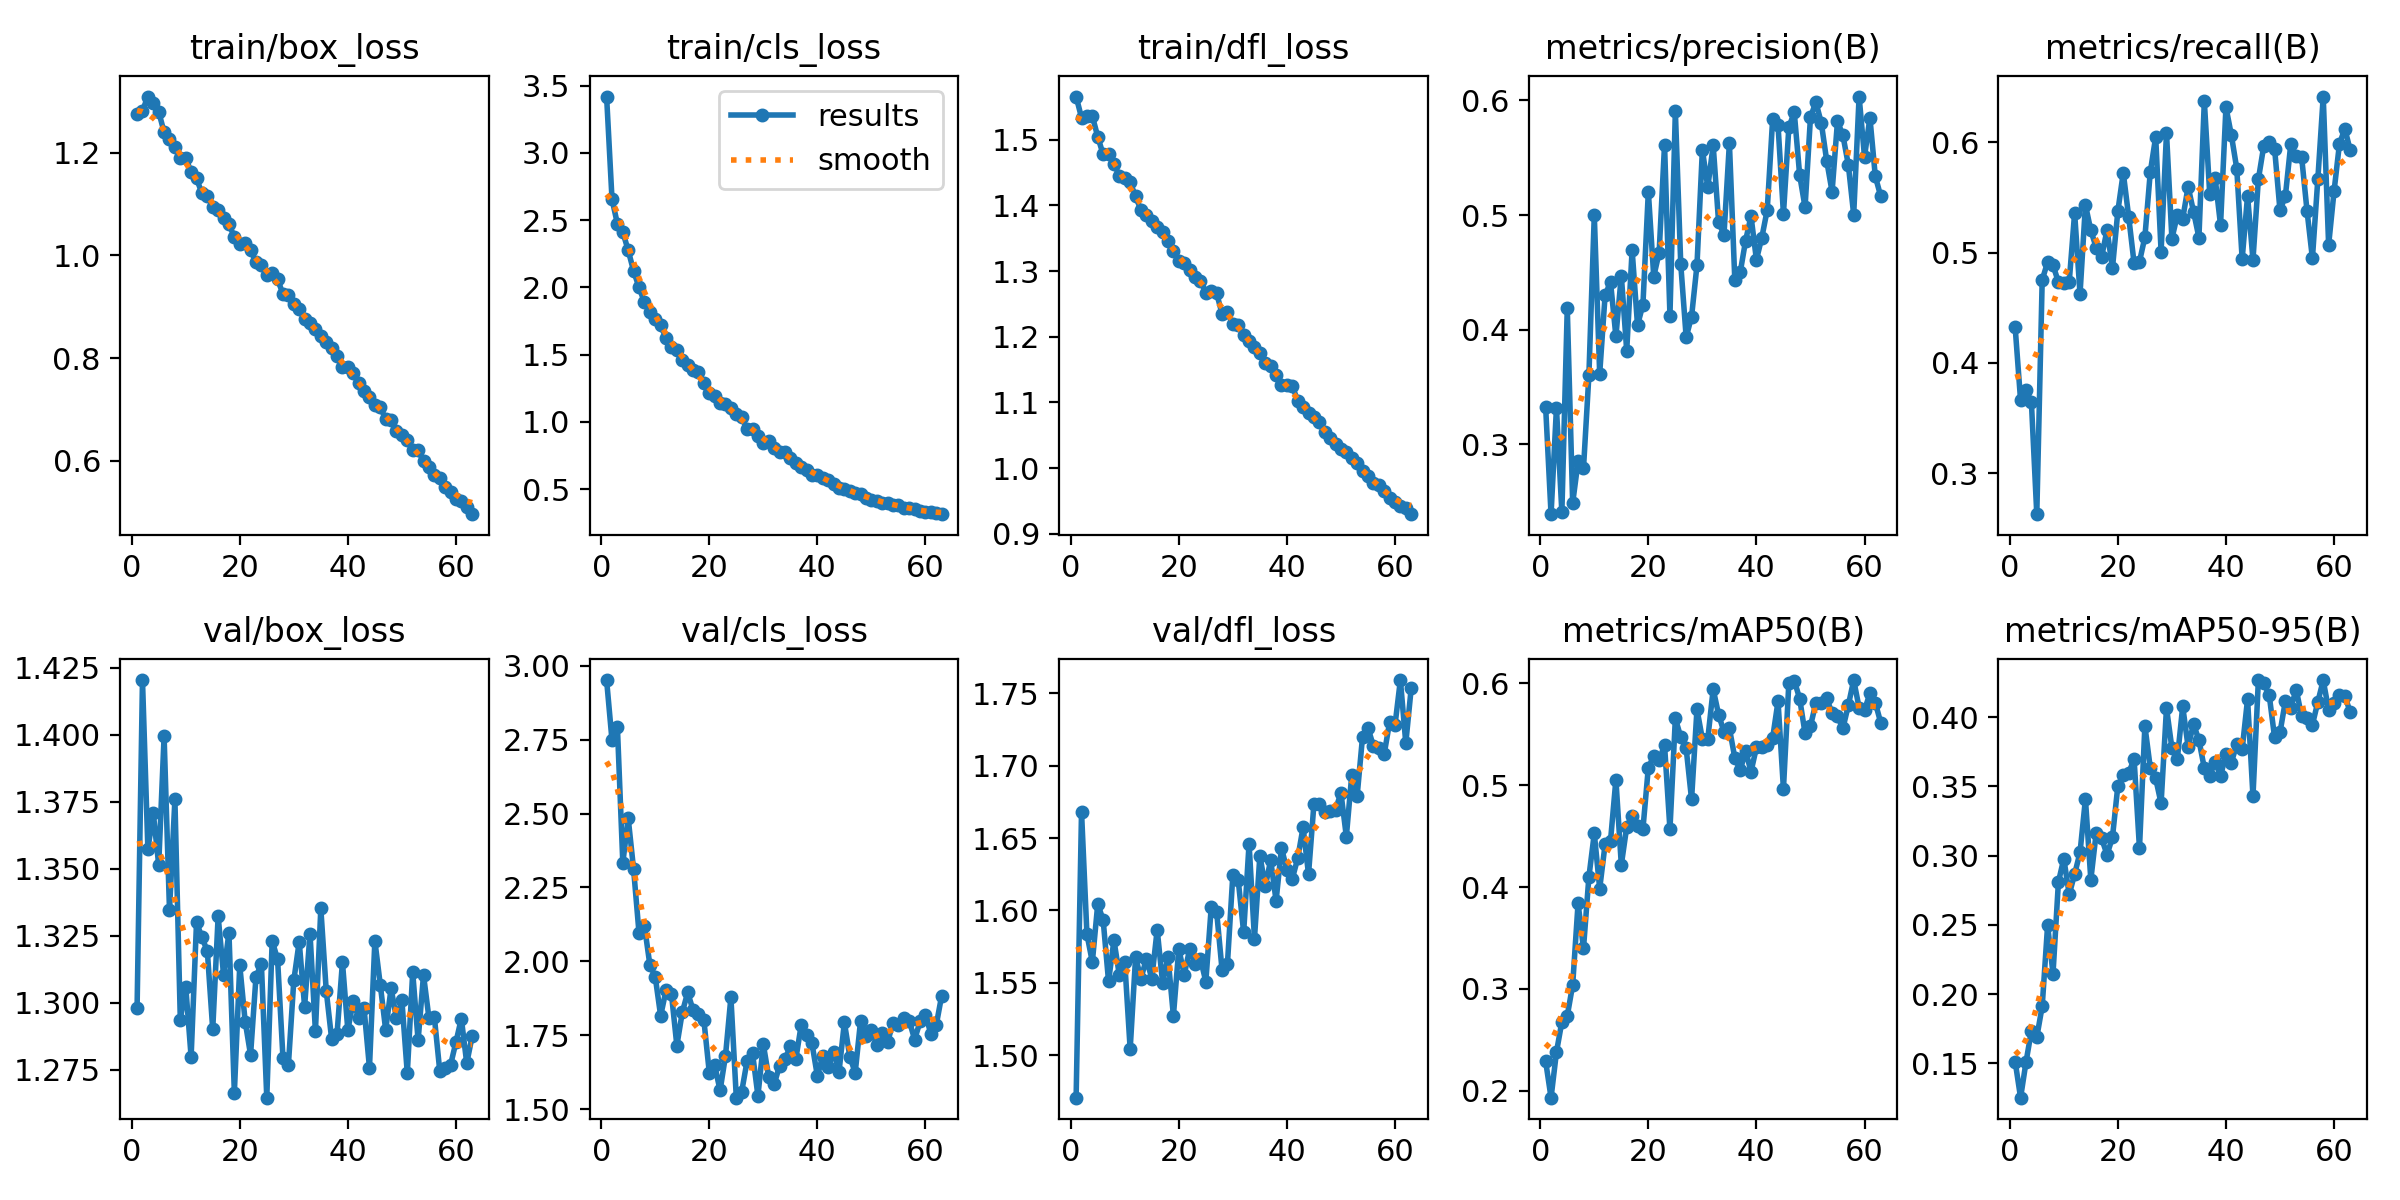 train/box_loss
1.2
1.0
0.8
0.6
0 20 40 60
train/cls_loss
results
smooth
3.5
3.0
2.5
2.0
1.5
1.0
0.5
0 20 40 60
train/dfl_loss
1.5
1.4
1.3
1.2
1.1
1.0
0.9
0 20 40 60
metrics/precision(B)
0.6
0.5
0.4
0.3
0 20 40 60
metrics/recall(B)
0.6
0.5
0.4
0.3
0 20 40 60
val/box_loss
1.425
1.400
1.375
1.350
1.325
1.300
1.275
0 20 40 60
val/cls_loss
3.00
2.75
2.50
2.25
2.00
1.75
1.50
0 20 40 60
val/dfl_loss
1.75
1.70
1.65
1.60
1.55
1.50
0 20 40 60
metrics/mAP50(B)
0.6
0.5
0.4
0.3
0.2
0 20 40 60
metrics/mAP50-95(B)
0.40
0.35
0.30
0.25
0.20
0.15
0 20 40 60